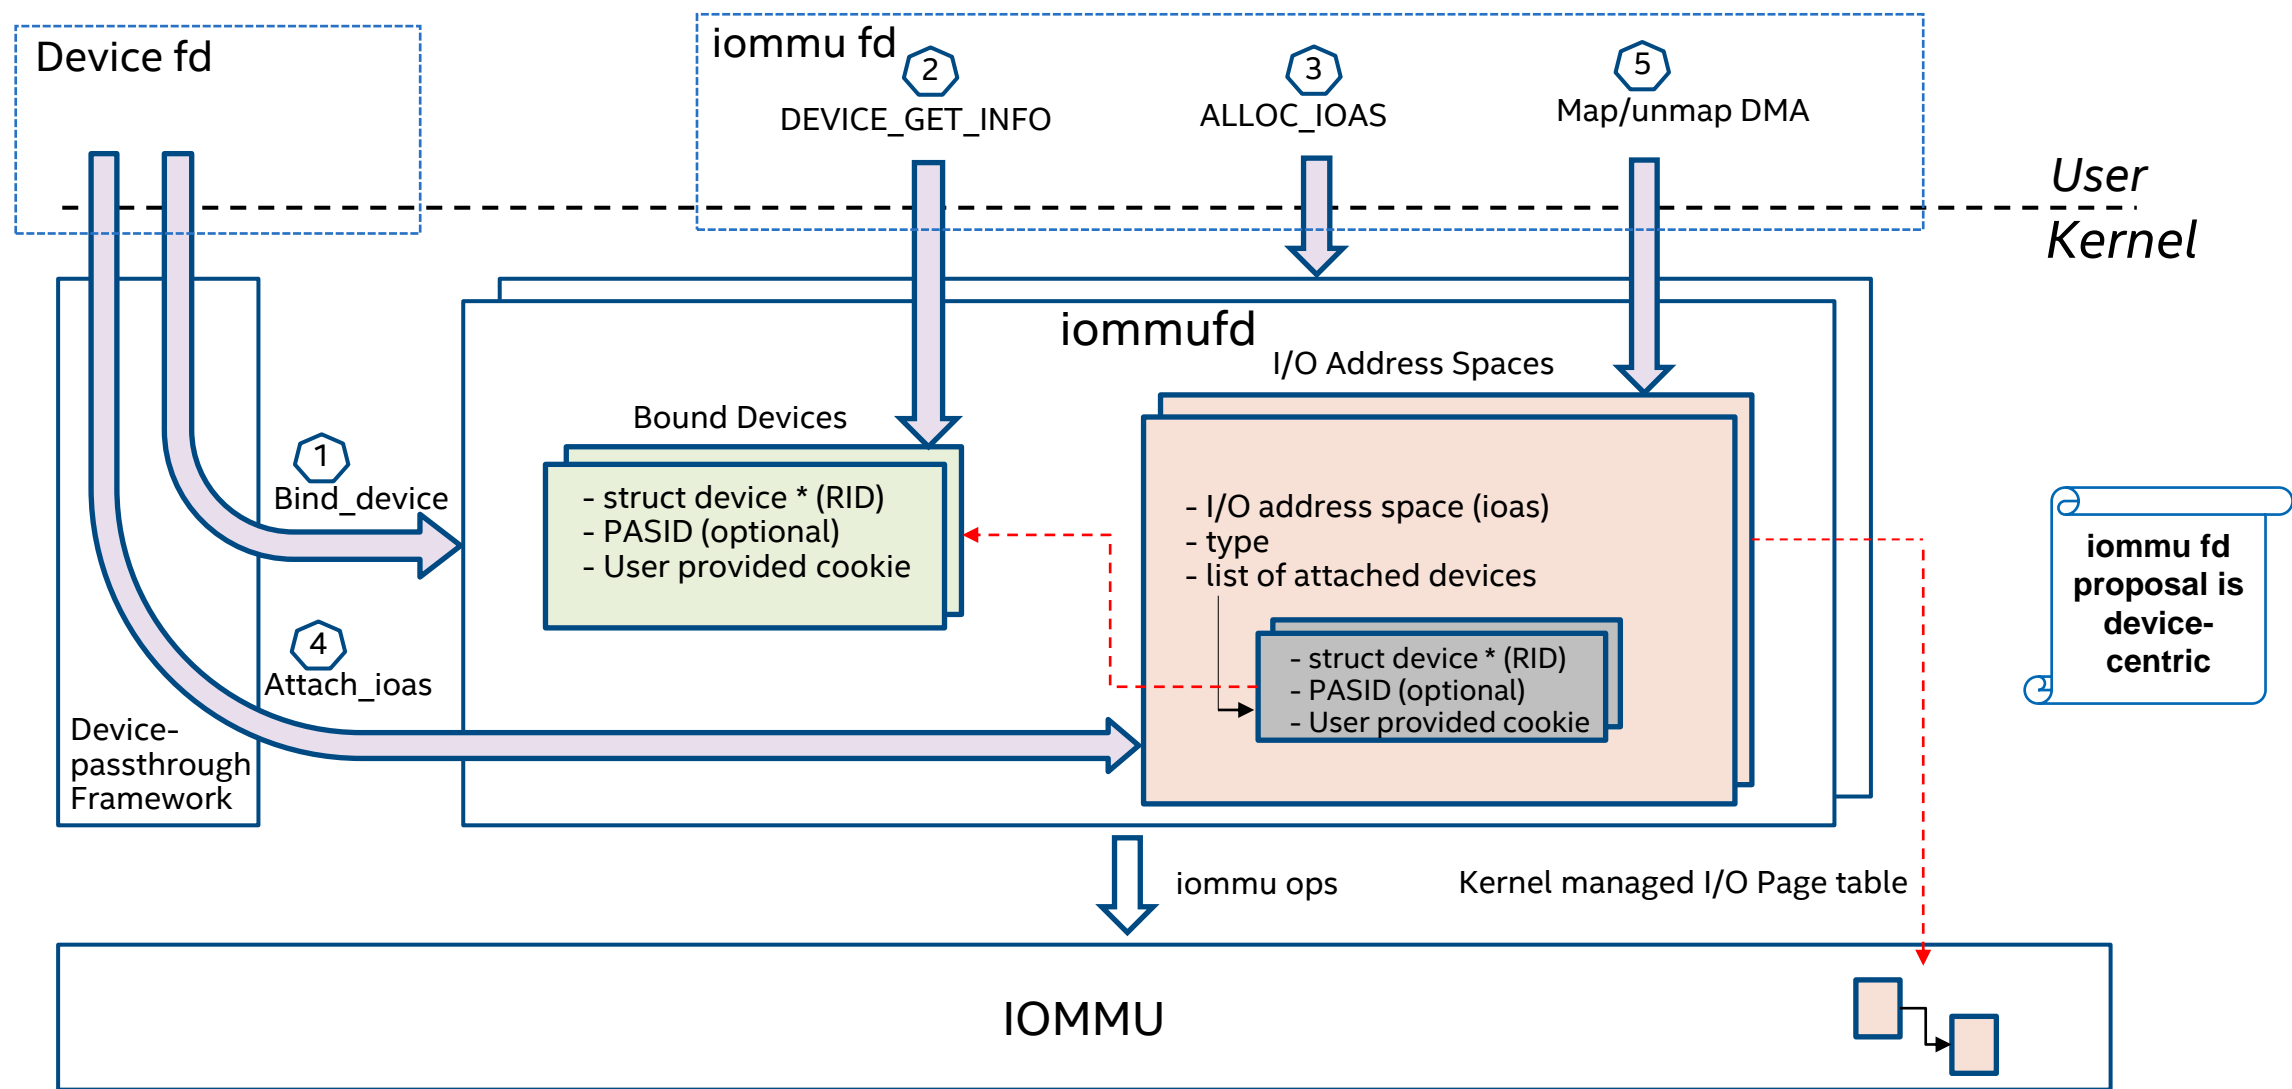 Device fd
iommu fd
2
3
5
DEVICE_GET_INFO
ALLOC_IOAS
Map/unmap DMA
User
Kernel
iommufd
I/O Address Spaces
Bound Devices
1
Bind_device
- struct device * (RID)
- PASID (optional)
- User provided cookie
- I/O address space (ioas)
- type
- list of attached devices
iommu fd
proposal is
device-
centric
4
Attach_ioas
- struct device * (RID)
- PASID (optional)
- User provided cookie
Device-
passthrough
Framework
iommu ops
Kernel managed I/O Page table
IOMMU